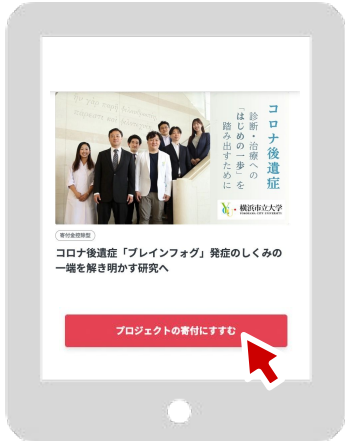 コロナ後遺症
診断・治療への
「はじめの一歩」を
踏み出すために
横浜市立大学
YOKOHAMA CITY UNIVERSITY
寄付金控除型
コロナ後遺症「ブレインフォグ」発症のしくみの
一端を解き明かす研究へ
プロジェクトの寄付にすすむ